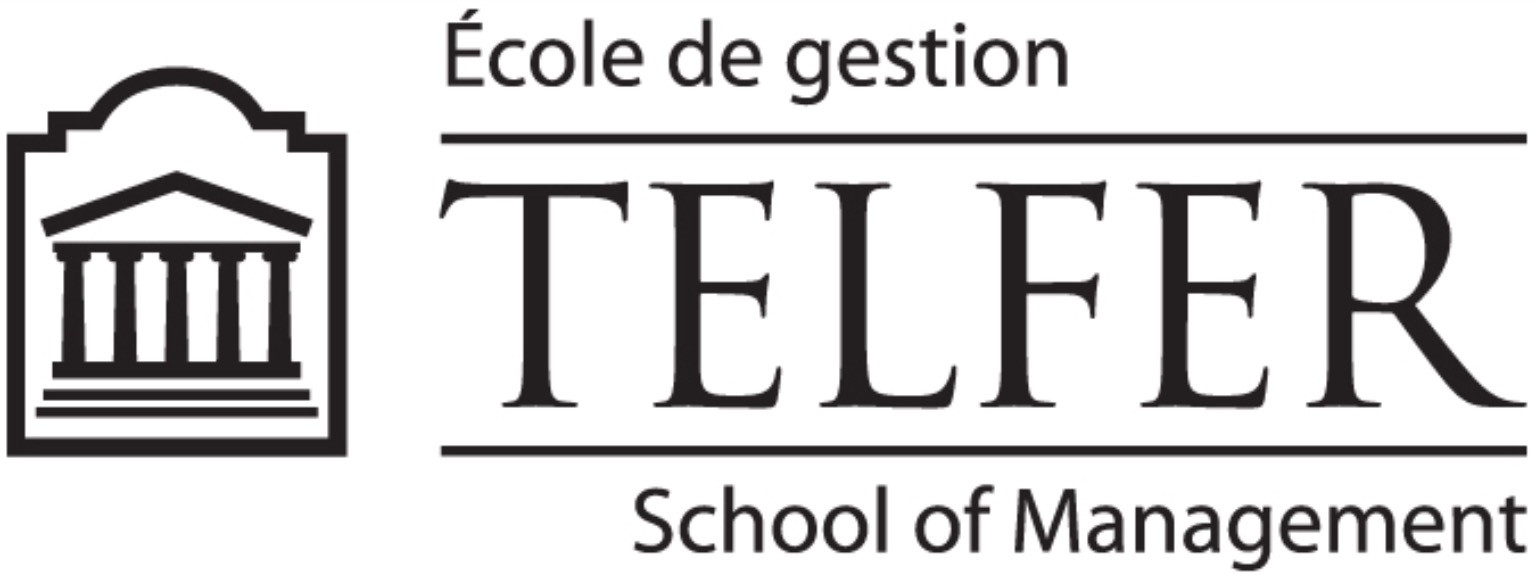 École de gestion
TELFER
School of Management